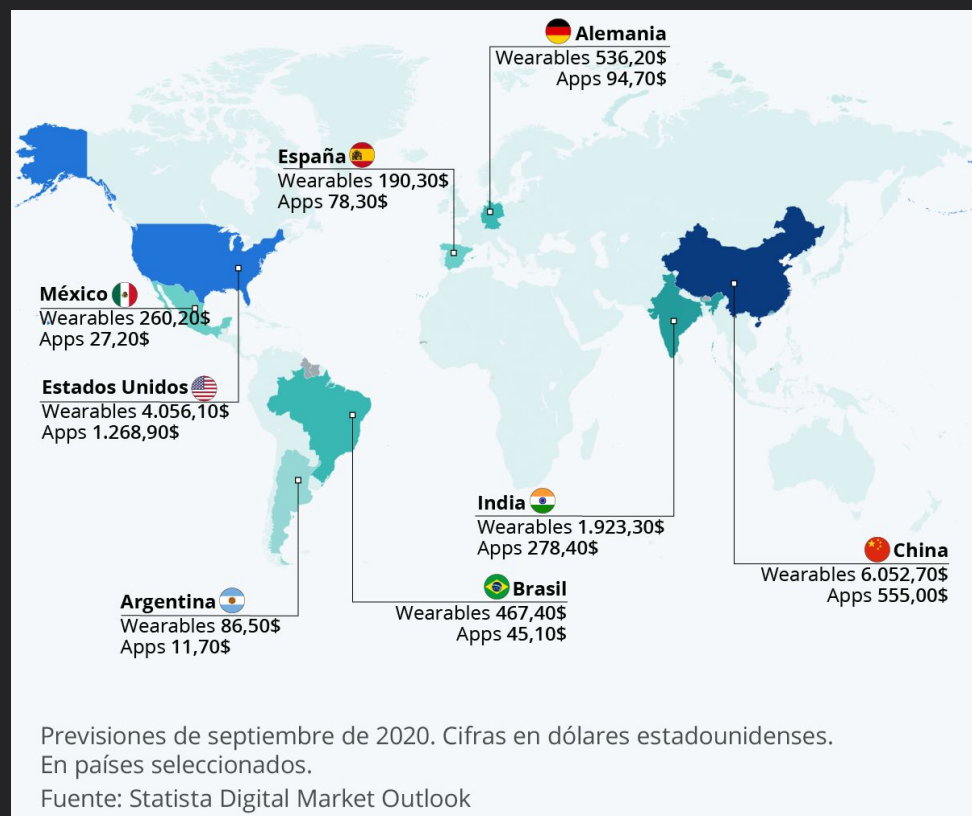 Alemania
Wearables 536,20$
Apps 94,70$
España
Wearables 190,30$
Apps 78,30$
México
Wearables 260,20$
Apps 27,20$
Estados Unidos
Wearables 4.056,10$
Apps 1.268,90$
India
Wearables 1.923,30$
Apps 278,40$
China
Wearables 6.052,70$
Apps 555,00$
Brasil
Wearables 467,40$
Apps 45,10$
Argentina
Wearables 86,50$
Apps 11,70$
Previsiones de septiembre de 2020. Cifras en dólares estadounidenses.
En países seleccionados.
Fuente: Statista Digital Market Outlook